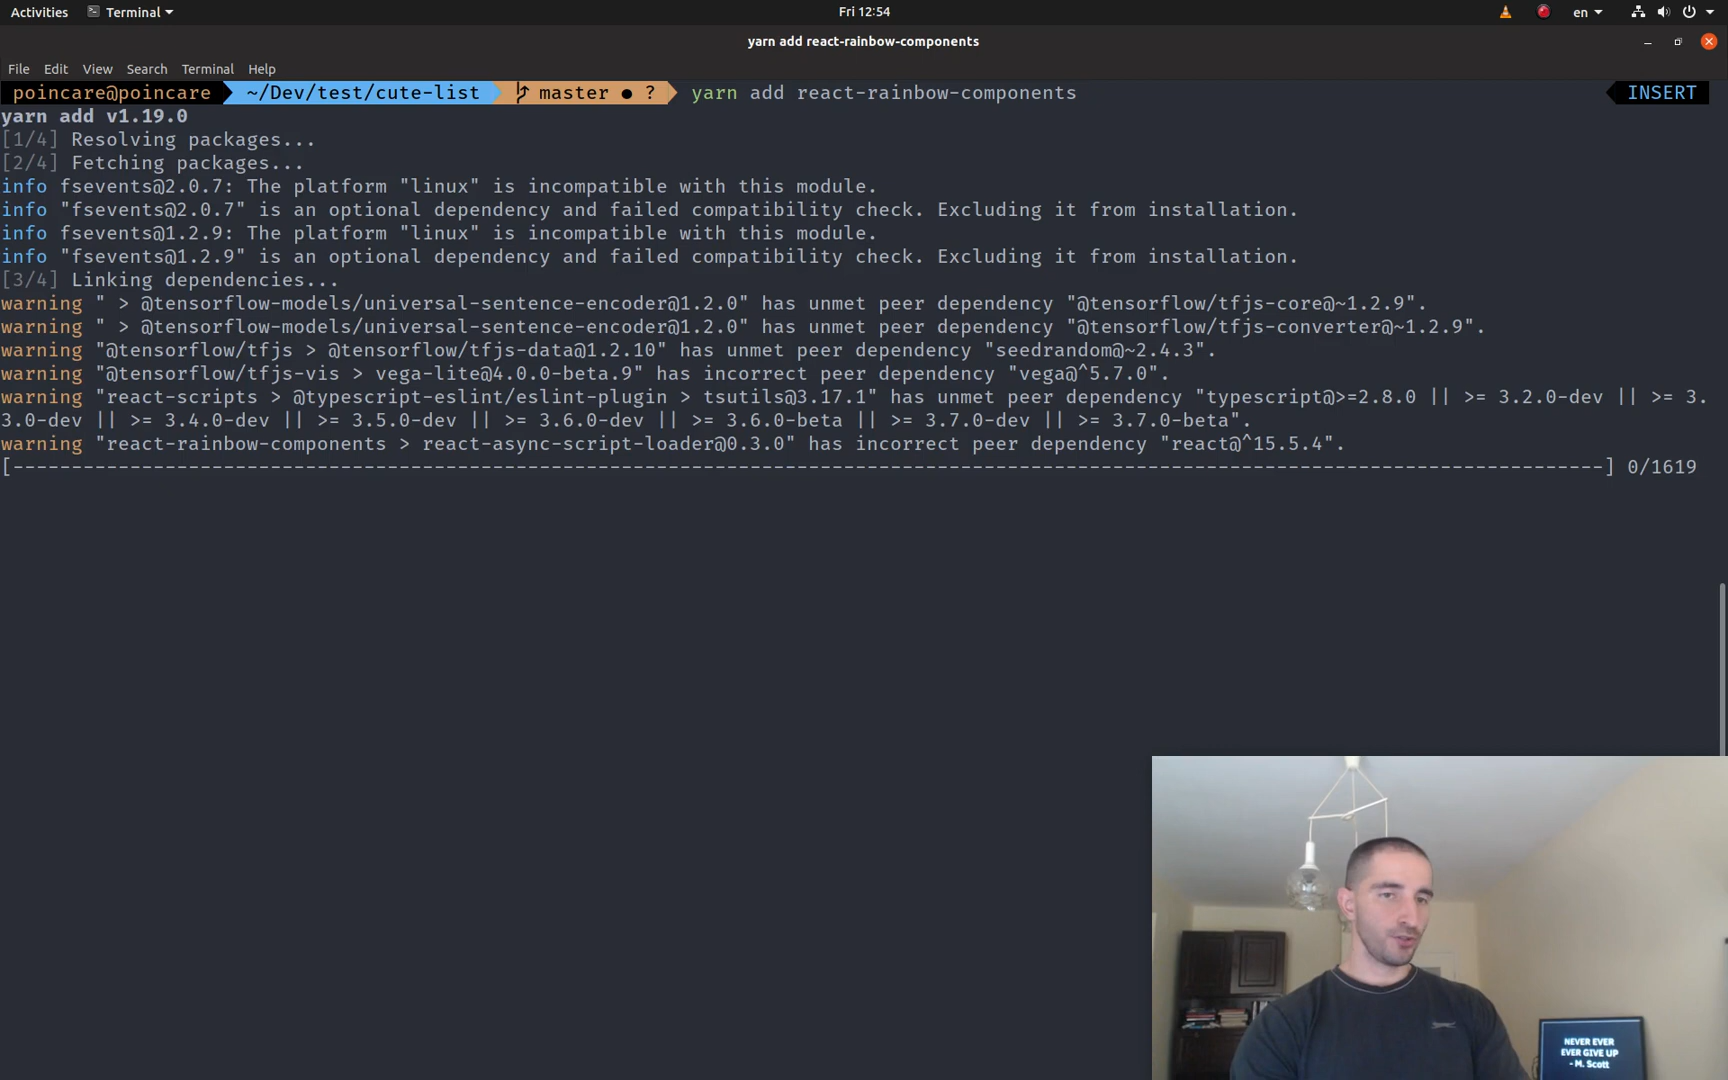 Activities Terminal Fri 12:54 en
yarn add react-rainbow-components
File Edit View Search Terminal Help
poincare@poincare ~/Dev/test/cute-list master ● ? yarn add react-rainbow-components INSERT
yarn add v1.19.0
[1/4] Resolving packages...
[2/4] Fetching packages...
info fsevents@2.0.7: The platform "linux" is incompatible with this module.
info "fsevents@2.0.7" is an optional dependency and failed compatibility check. Excluding it from installation.
info fsevents@1.2.9: The platform "linux" is incompatible with this module.
info "fsevents@1.2.9" is an optional dependency and failed compatibility check. Excluding it from installation.
[3/4] Linking dependencies...
warning " > @tensorflow-models/universal-sentence-encoder@1.2.0" has unmet peer dependency "@tensorflow/tfjs-core@~1.2.9".
warning " > @tensorflow-models/universal-sentence-encoder@1.2.0" has unmet peer dependency "@tensorflow/tfjs-converter@~1.2.9".
warning "@tensorflow/tfjs > @tensorflow/tfjs-data@1.2.10" has unmet peer dependency "seedrandom@~2.4.3".
warning "@tensorflow/tfjs-vis > vega-lite@4.0.0-beta.9" has incorrect peer dependency "vega@^5.7.0".
warning "react-scripts > @typescript-eslint/eslint-plugin > tsutils@3.17.1" has unmet peer dependency "typescript@>=2.8.0 || >= 3.2.0-dev || >= 3.
3.0-dev || >= 3.4.0-dev || >= 3.5.0-dev || >= 3.6.0-dev || >= 3.6.0-beta || >= 3.7.0-dev || >= 3.7.0-beta".
warning "react-rainbow-components > react-async-script-loader@0.3.0" has incorrect peer dependency "react@^15.5.4".
[----------------------------------------------------------------------------------------------------------------------------------------] 0/1619
NEVER EVER
EVER GIVE UP
- M. Scott